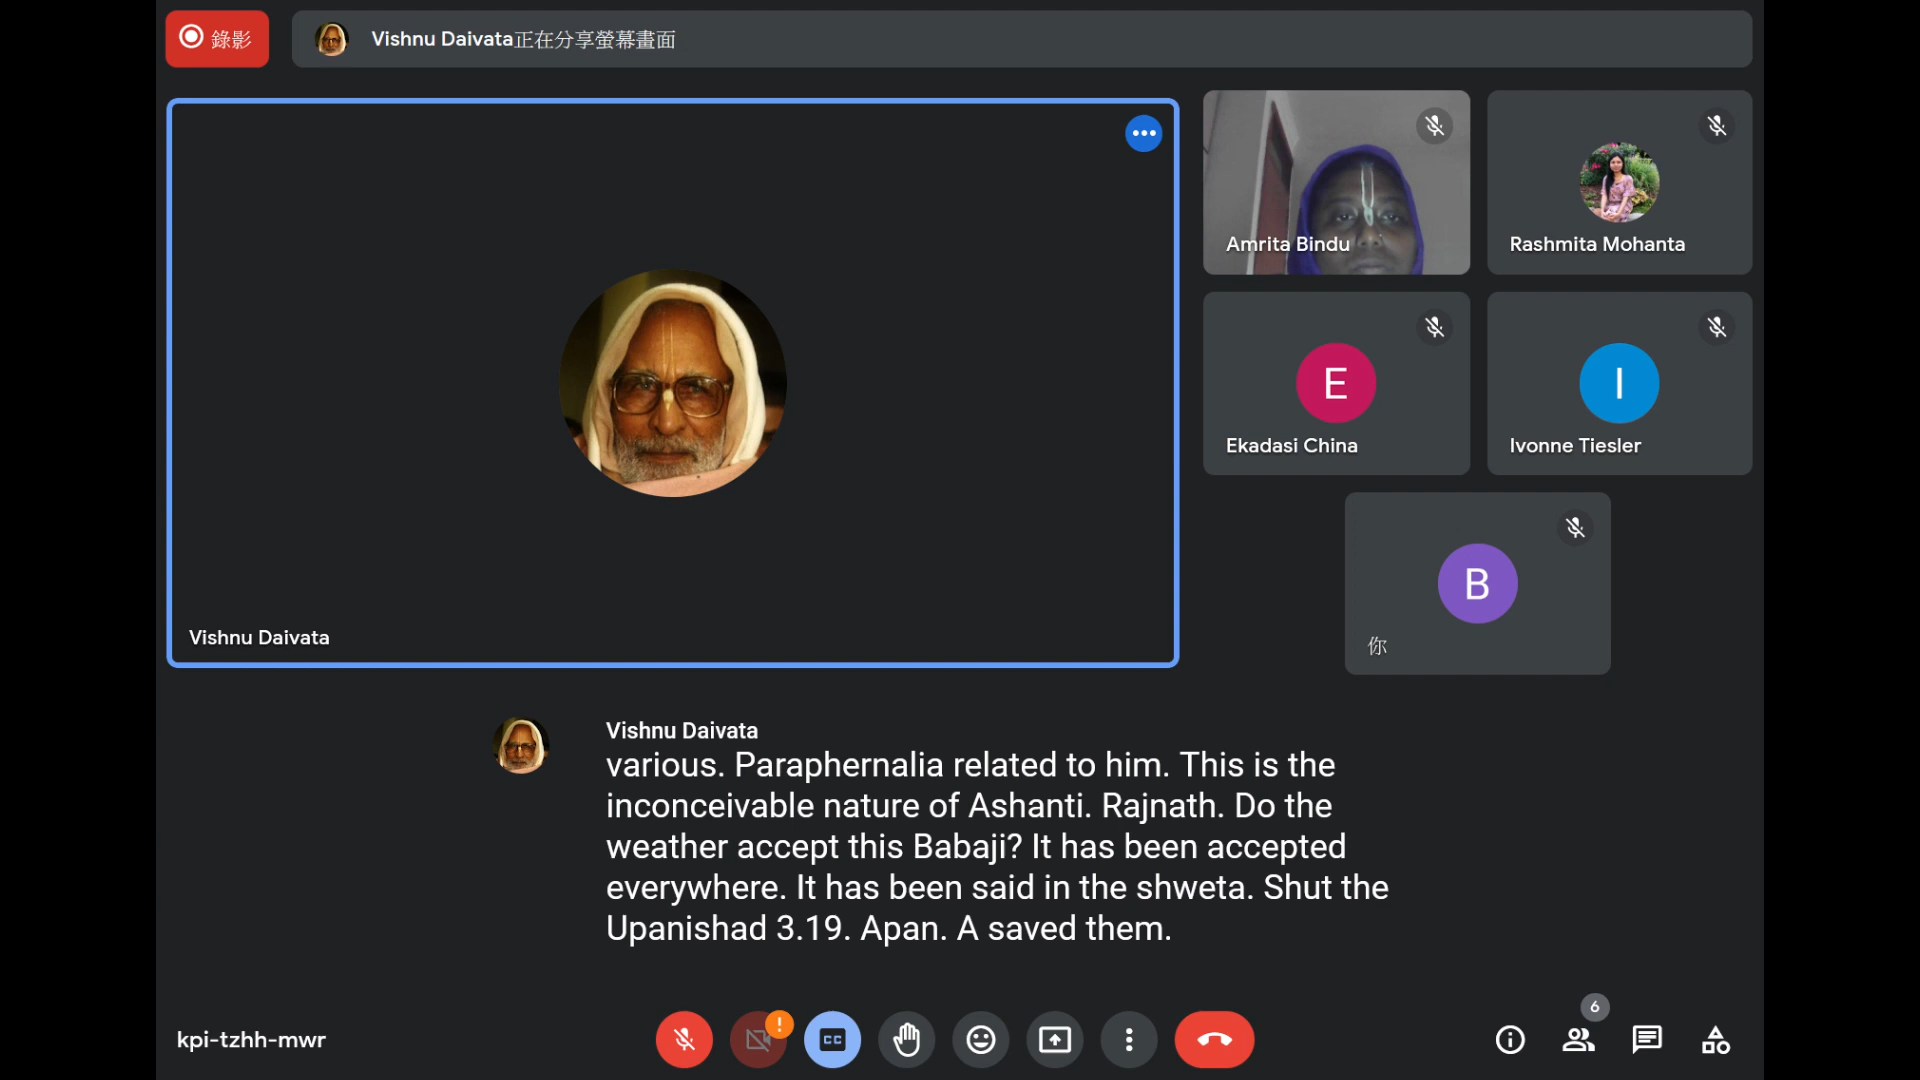 錄影
Vishnu Daivata正在分享螢幕畫面
Vishnu Daivata
Amrita Bindu
Rashmita Mohanta
E
Ekadasi China
I
Ivonne Tiesler
B
你
Vishnu Daivata
various. Paraphernalia related to him. This is the
inconceivable nature of Ashanti. Rajnath. Do the
weather accept this Babaji? It has been accepted
everywhere. It has been said in the shweta. Shut the
Upanishad 3.19. Apan. A saved them.
kpi-tzhh-mwr
!
CC
6